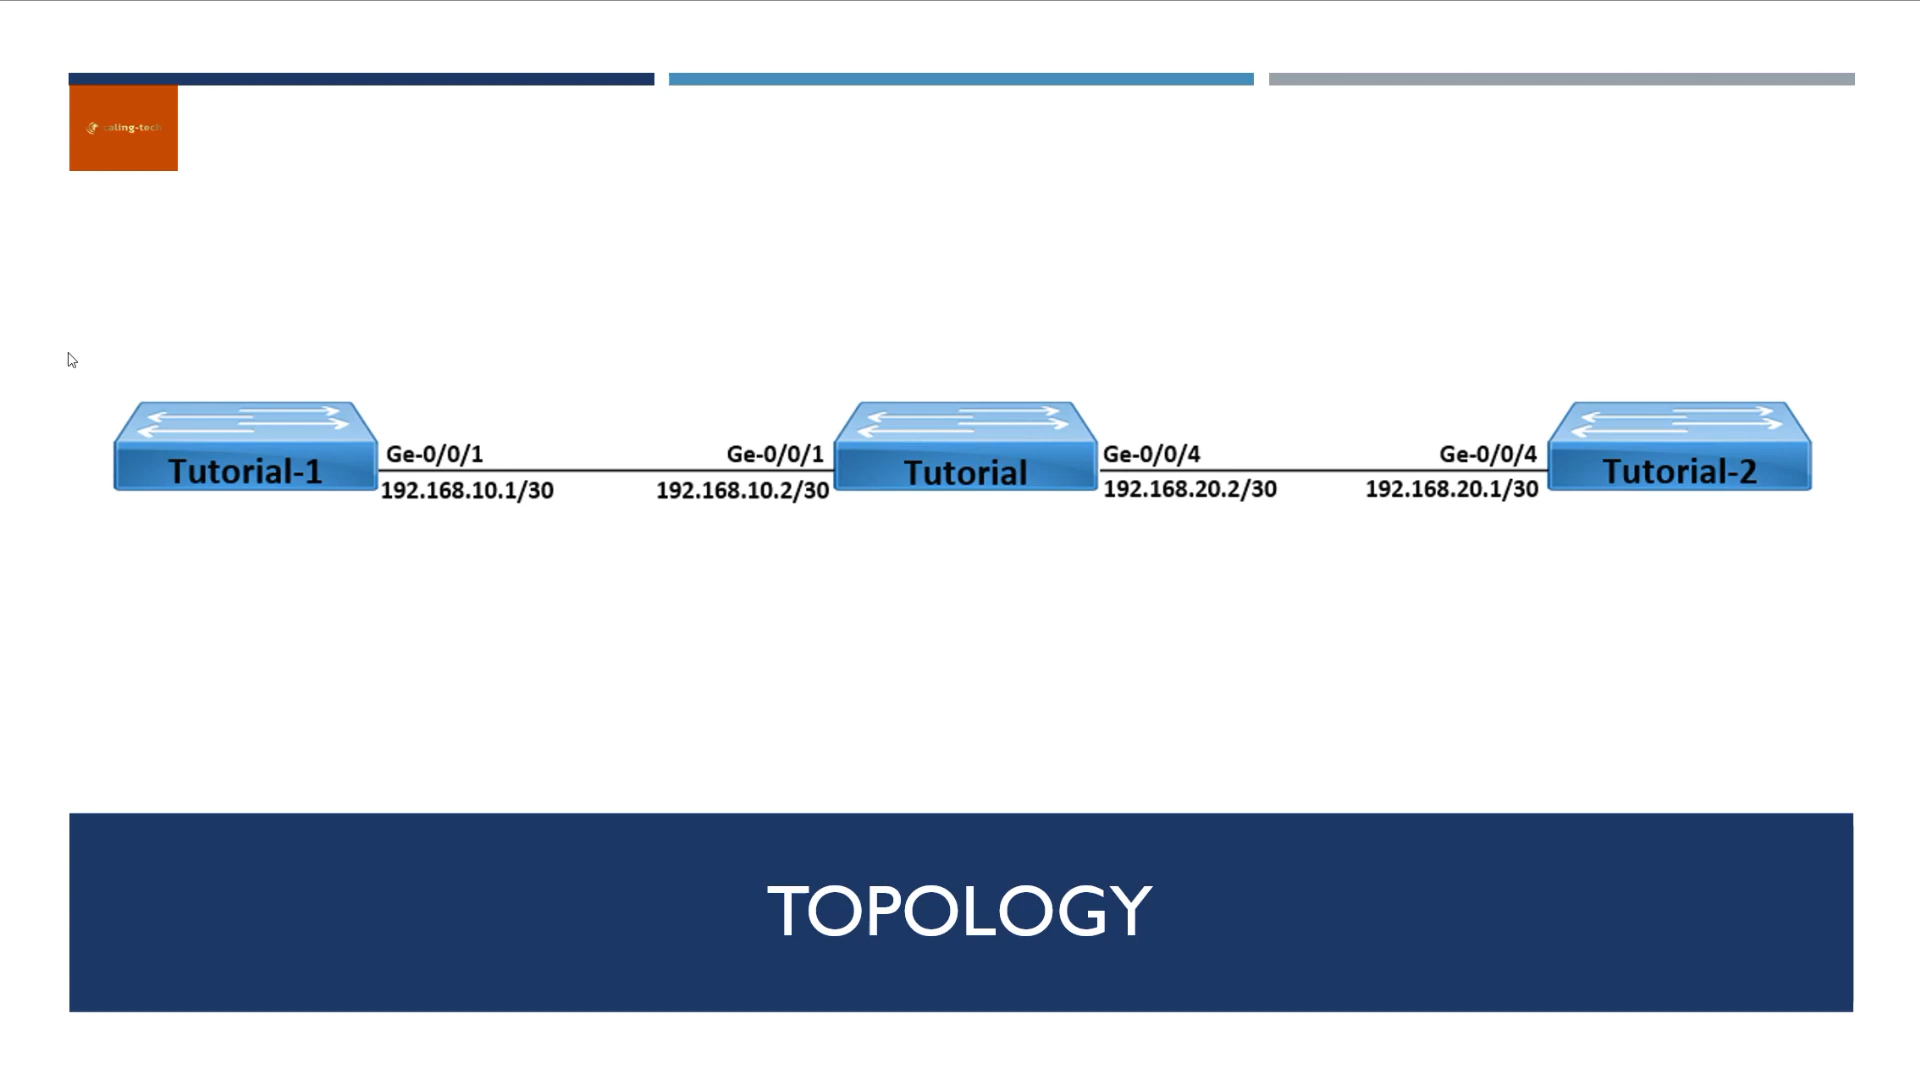 Tutorial-1
Ge-0/0/1
192.168.10.1/30
Ge-0/0/1
192.168.10.2/30
Tutorial
Ge-0/0/4
192.168.20.2/30
Ge-0/0/4
192.168.20.1/30
Tutorial-2
TOPOLOGY